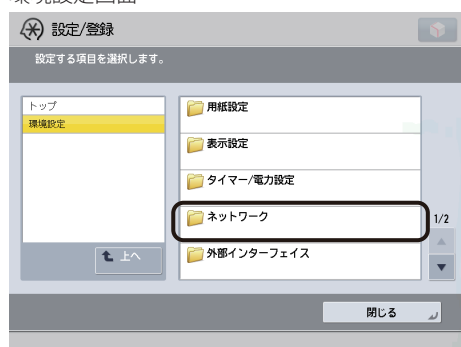 環境設定画面
設定/登録
設定する項目を選択します。
トップ
環境設定
上へ
用紙設定
表示設定
タイマー/電力設定
ネットワーク
外部インターフェイス
1/2
閉じる